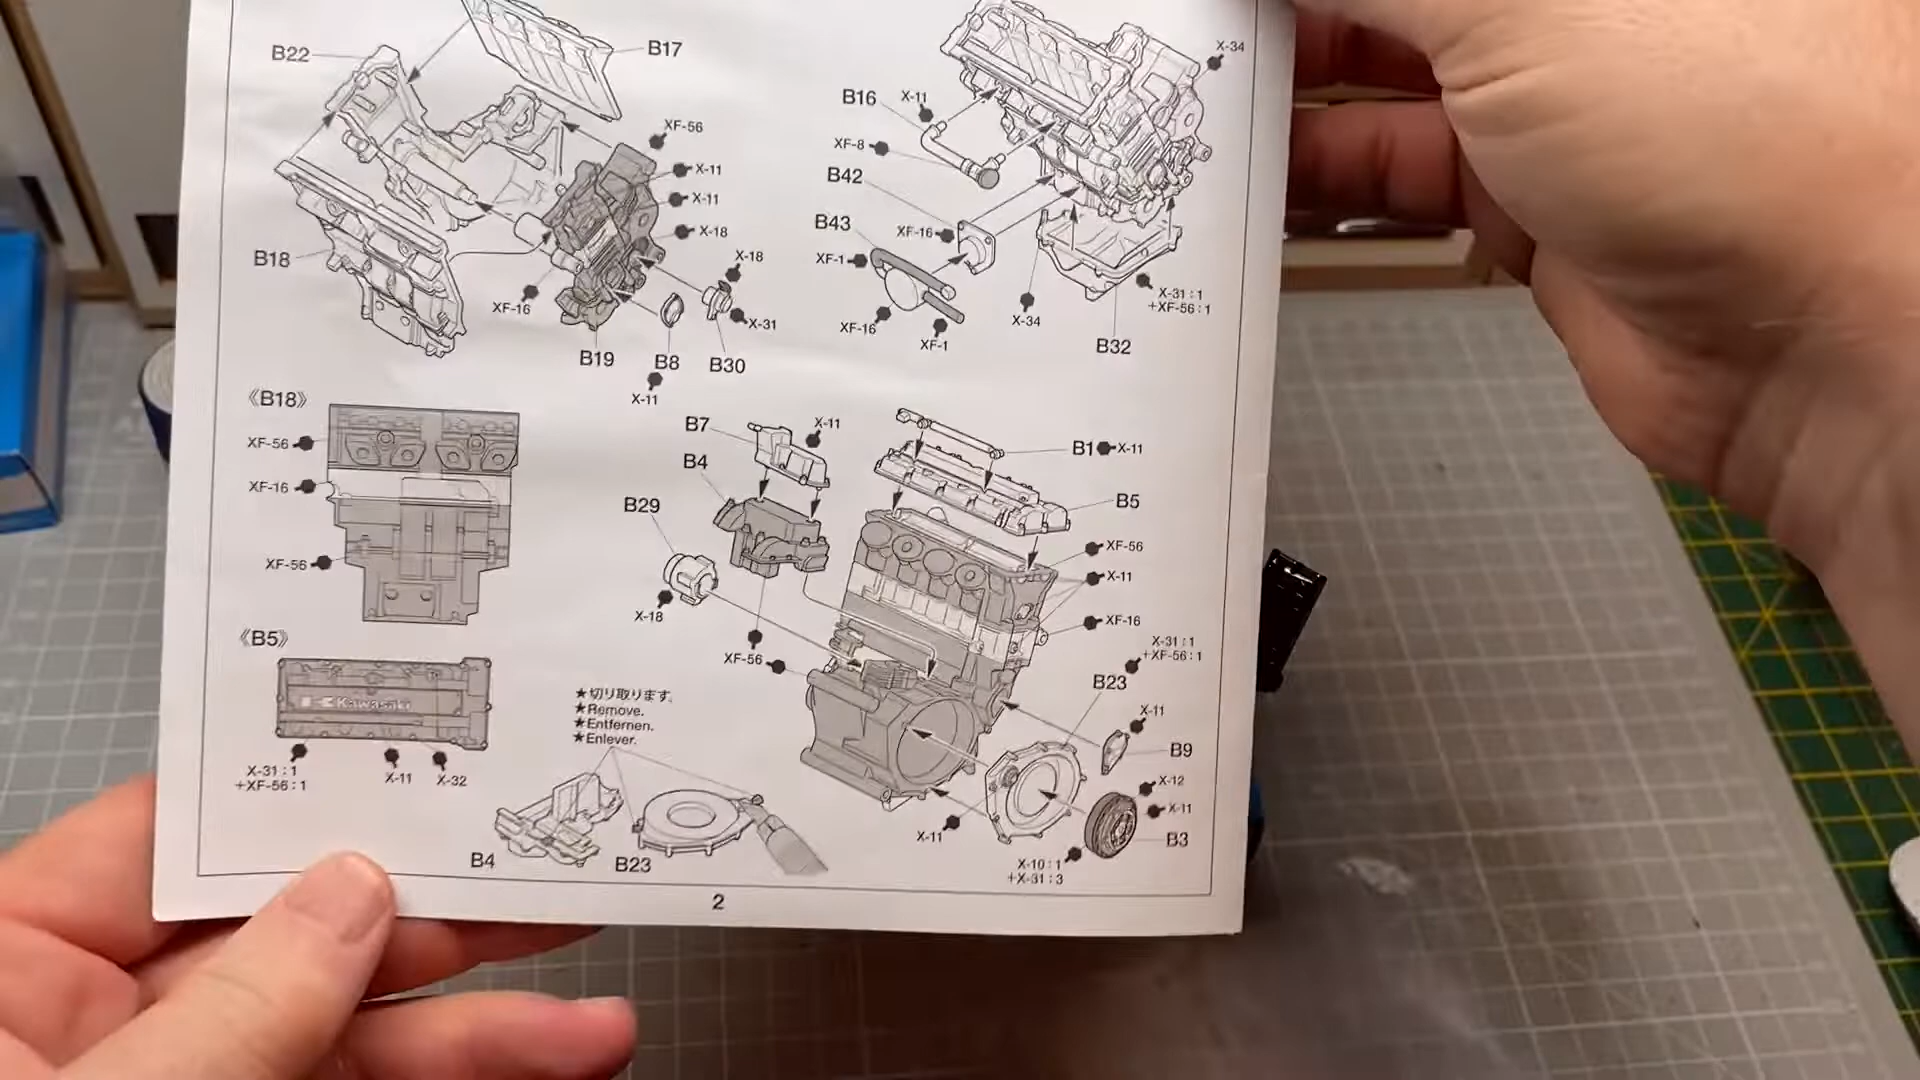 B22
B17
XF-56
X-11
X-11
X-18
X-18
X-31
B18
XF-16
B19
B8
X-11
B30
X-34
B16
X-11
XF-8
B42
B43
XF-16
XF-1
XF-16
XF-1
X-34
X-31 : 1
+XF-56 : 1
B32
《B18》
XF-56
XF-16
XF-56
《B5》
Kawasaki
X-31 : 1
+XF-56 : 1
X-11
X-32
B7
X-11
B4
B29
X-18
XF-56
B1
X-11
B5
XF-56
X-11
XF-16
X-31 : 1
+XF-56 : 1
B23
X-11
B9
X-12
X-11
B3
X-11
X-10 : 1
+X-31 : 3
★切り取ります。
★Remove.
★Entfernen.
★Enlever.
B4
B23
2